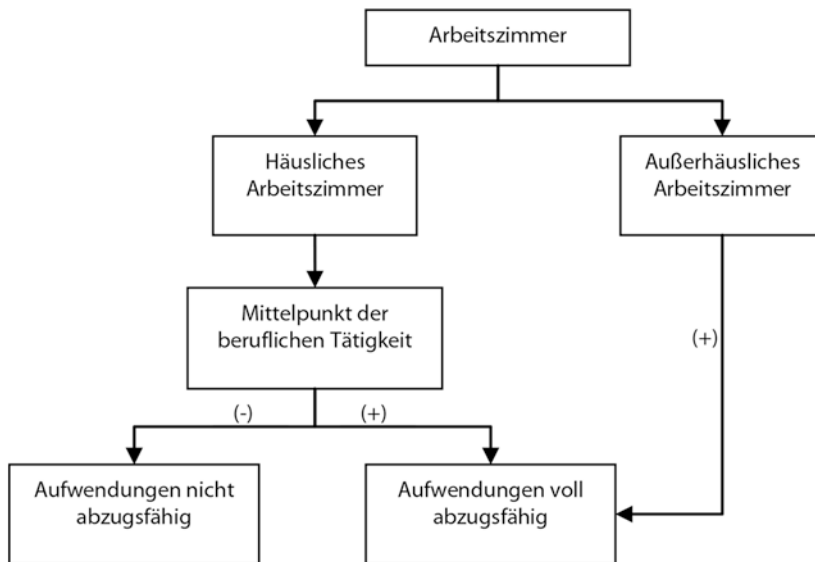 Arbeitszimmer
Häusliches
Arbeitszimmer
Außerhäusliches
Arbeitszimmer
Mittelpunkt der
beruflichen Tätigkeit
(+)
(-)
(+)
Aufwendungen nicht
abzugsfähig
Aufwendungen voll
abzugsfähig